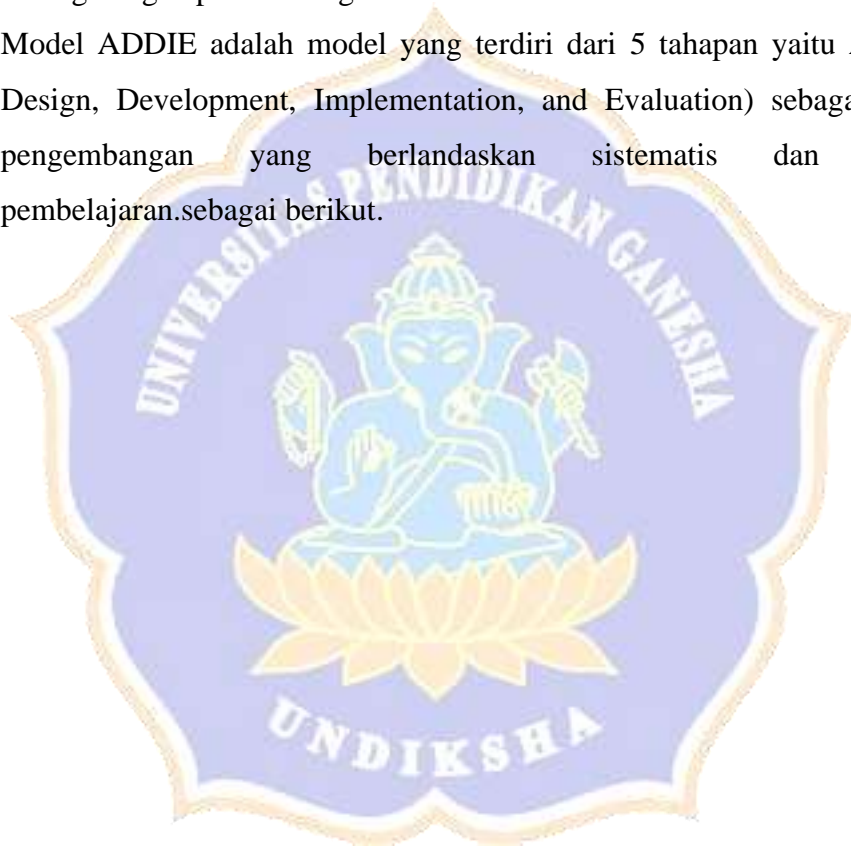 Model ADDIE adalah model yang terdiri dari 5 tahapan yaitu
Design, Development, Implementation, and Evaluation)
pengembangan yang berlandaskan sistematis dan
pembelajaran.sebagai berikut.
UNIVERSITAS PENDIDIKAN GANESHA
UNDIKSHA